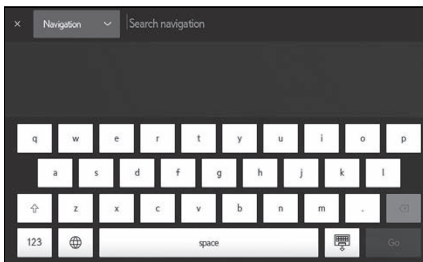 × Navigation Search navigation
q w e r t y u i o p
a s d f g h j k l
z x c v b n m .
123 space Go